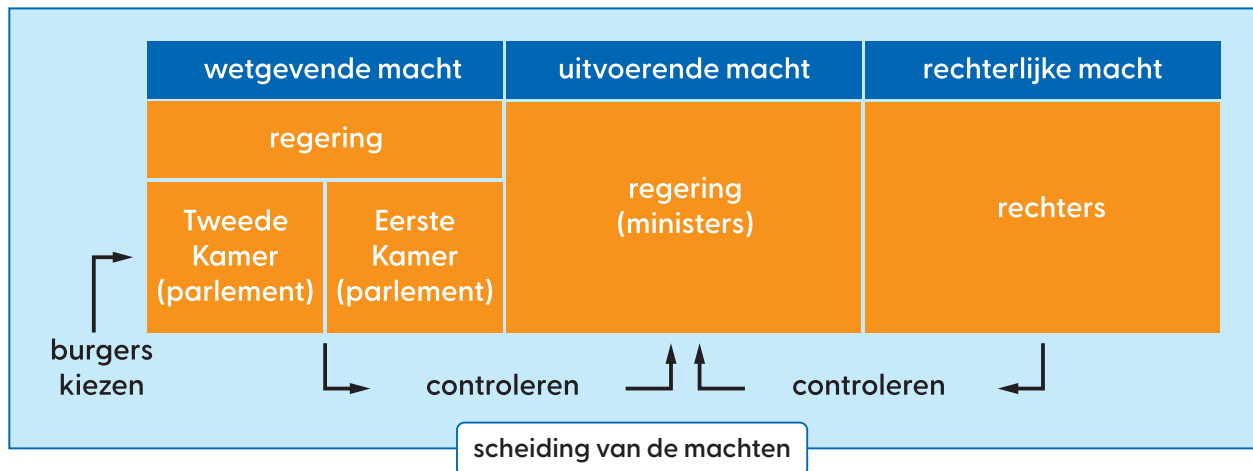 wetgevende macht
uitvoerende macht
rechterlijke macht
regering
Tweede
Kamer
(parlement)
Eerste
Kamer
(parlement)
regering
(ministers)
rechters
burgers
kiezen
controleren
controleren
scheiding van de machten